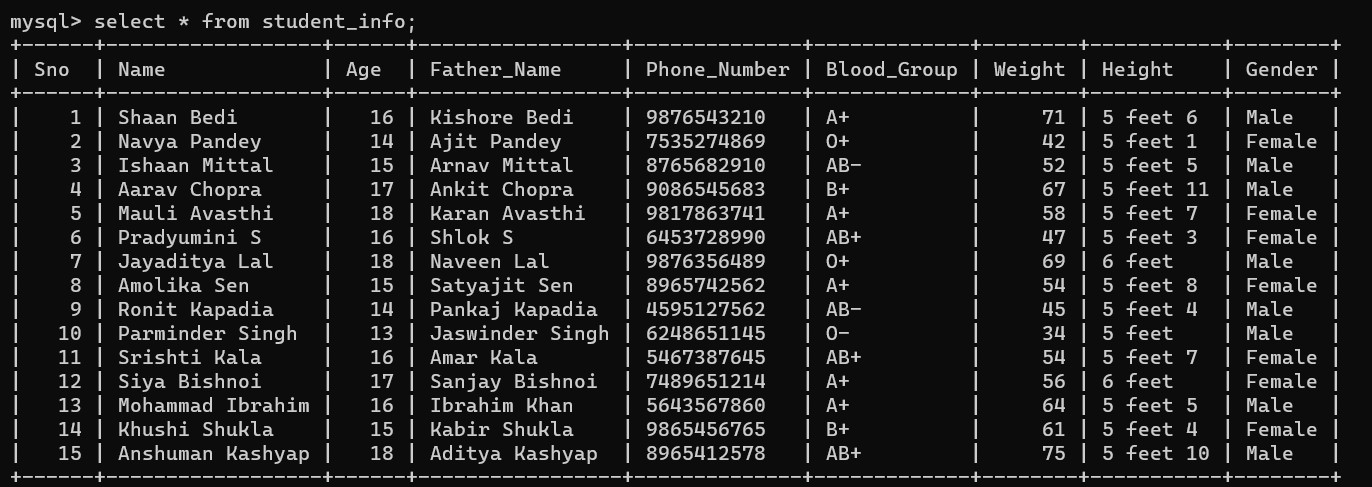 mysql> select * from student_info;
+------+------------------+------+-----------------+--------------+-------------+--------+-----------+--------+
| Sno  | Name             | Age  | Father_Name     | Phone_Number | Blood_Group | Weight | Height    | Gender |
+------+------------------+------+-----------------+--------------+-------------+--------+-----------+--------+
|    1 | Shaan Bedi       |   16 | Kishore Bedi    | 9876543210   | A+          |     71 | 5 feet 6  | Male   |
|    2 | Navya Pandey     |   14 | Ajit Pandey     | 7535274869   | O+          |     42 | 5 feet 1  | Female |
|    3 | Ishaan Mittal    |   15 | Arnav Mittal    | 8765682910   | AB-         |     52 | 5 feet 5  | Male   |
|    4 | Aarav Chopra     |   17 | Ankit Chopra    | 9086545683   | B+          |     67 | 5 feet 11 | Male   |
|    5 | Mauli Avasthi    |   18 | Karan Avasthi   | 9817863741   | A+          |     58 | 5 feet 7  | Female |
|    6 | Pradyumini S     |   16 | Shlok S         | 6453728990   | AB+         |     47 | 5 feet 3  | Female |
|    7 | Jayaditya Lal    |   18 | Naveen Lal      | 9876356489   | O+          |     69 | 6 feet    | Male   |
|    8 | Amolika Sen      |   15 | Satyajit Sen    | 8965742562   | A+          |     54 | 5 feet 8  | Female |
|    9 | Ronit Kapadia    |   14 | Pankaj Kapadia  | 4595127562   | AB-         |     45 | 5 feet 4  | Male   |
|   10 | Parminder Singh  |   13 | Jaswinder Singh | 6248651145   | O-          |     34 | 5 feet    | Male   |
|   11 | Srishti Kala     |   16 | Amar Kala       | 5467387645   | AB+         |     54 | 5 feet 7  | Female |
|   12 | Siya Bishnoi     |   17 | Sanjay Bishnoi  | 7489651214   | A+          |     56 | 6 feet    | Female |
|   13 | Mohammad Ibrahim |   16 | Ibrahim Khan    | 5643567860   | A+          |     64 | 5 feet 5  | Male   |
|   14 | Khushi Shukla    |   15 | Kabir Shukla    | 9865456765   | B+          |     61 | 5 feet 4  | Female |
|   15 | Anshuman Kashyap |   18 | Aditya Kashyap  | 8965412578   | AB+         |     75 | 5 feet 10 | Male   |
+------+------------------+------+-----------------+--------------+-------------+--------+-----------+--------+